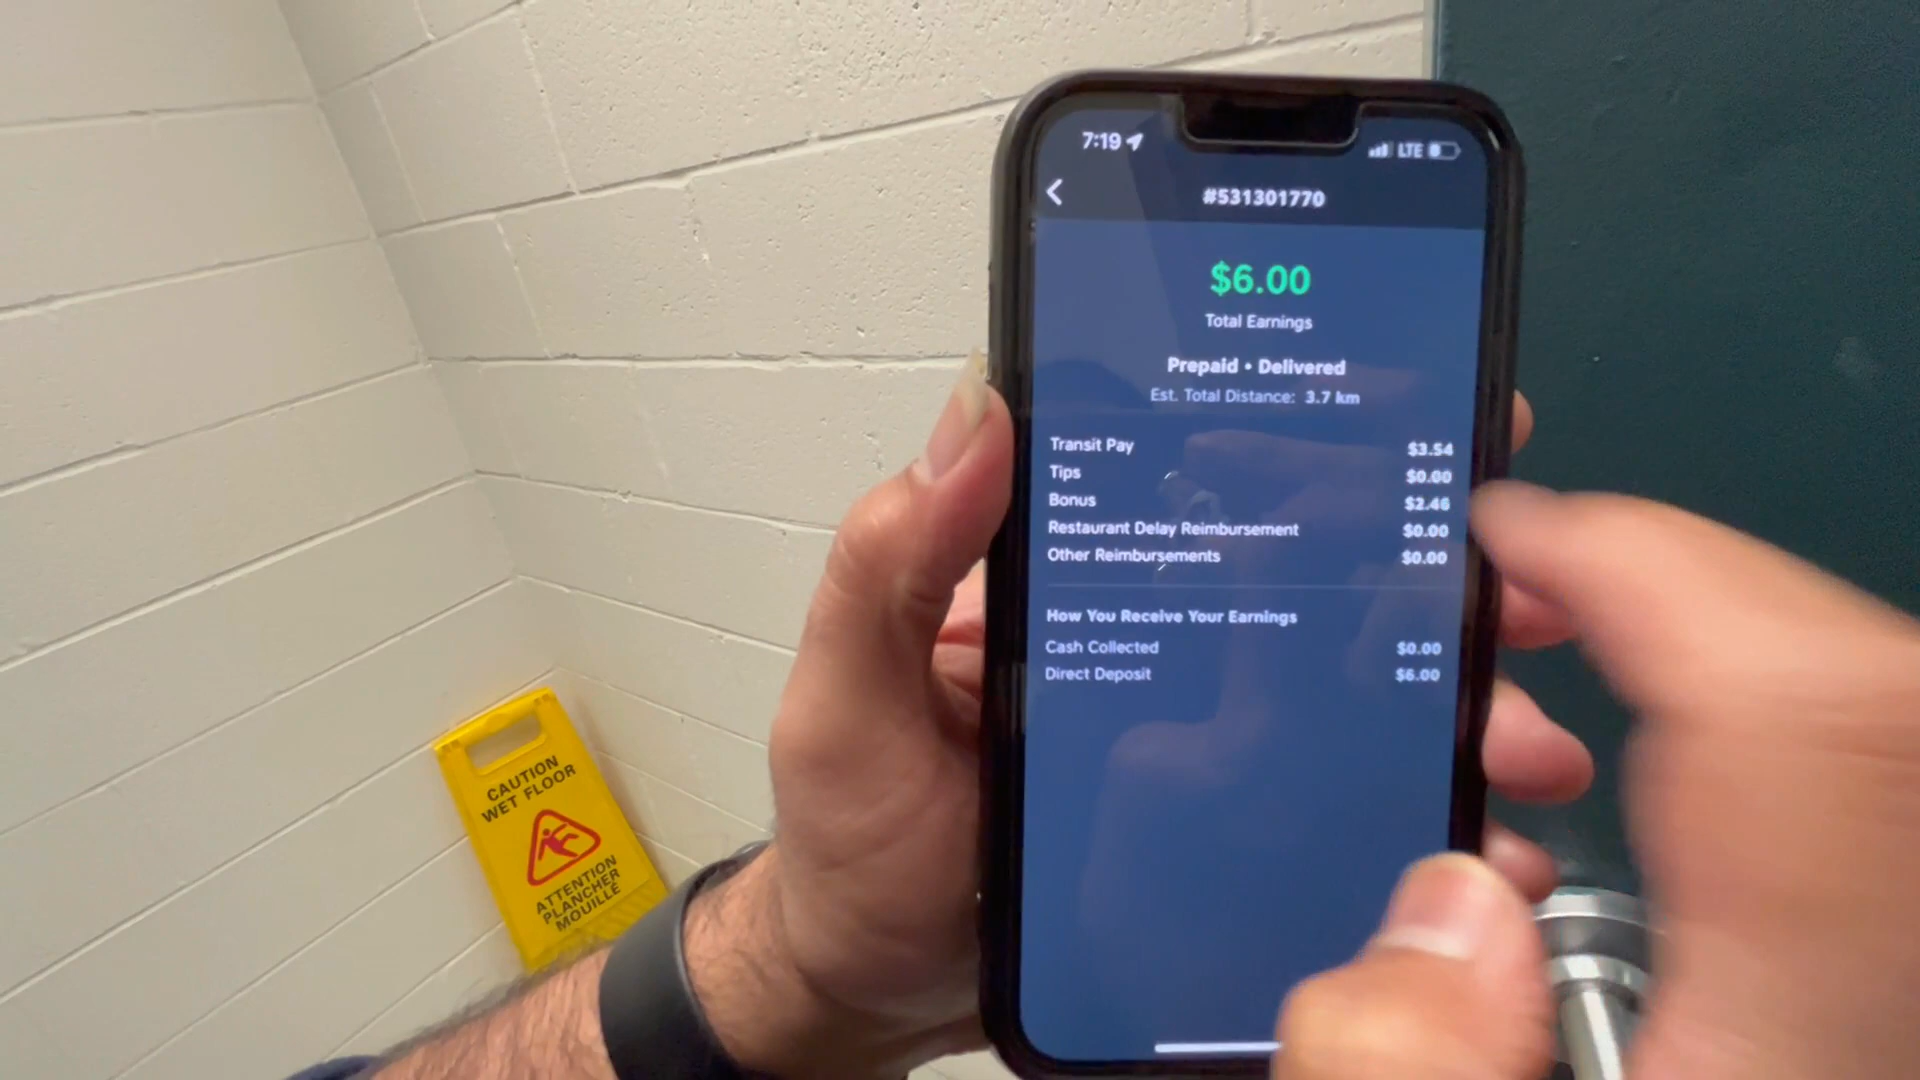 7:19 LTE
#531301770
$6.00
Total Earnings
Prepaid • Delivered
Est. Total Distance: 3.7 km
Transit Pay $3.54
Tips $0.00
Bonus $2.46
Restaurant Delay Reimbursement $0.00
Other Reimbursements $0.00
How You Receive Your Earnings
Cash Collected $0.00
Direct Deposit $6.00
CAUTION
WET FLOOR
ATTENTION
PLANCHER
MOUILLÉ